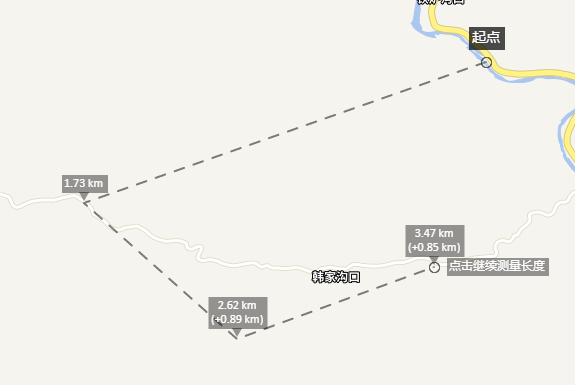 起点
1.73 km
3.47 km
(+0.85 km)
点击继续测量长度
韩家沟口
2.62 km
(+0.89 km)